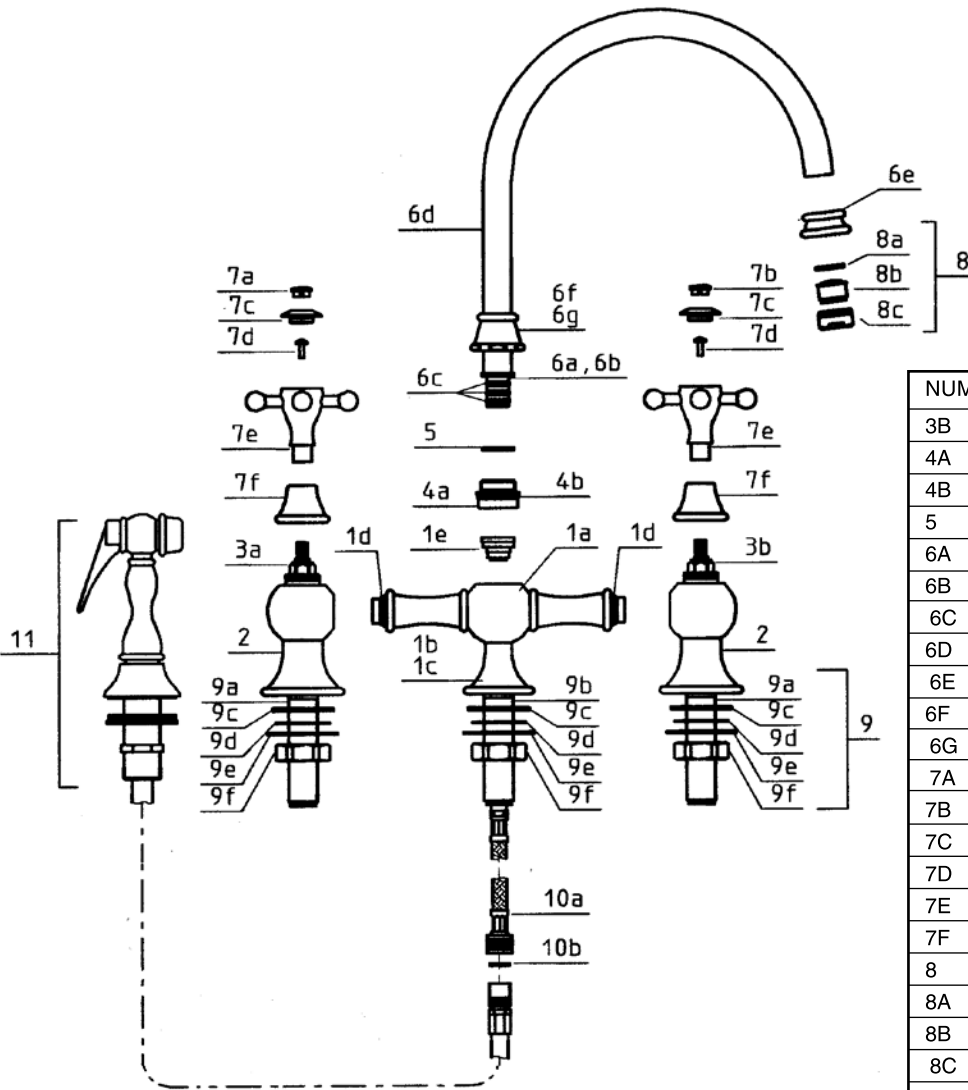 6e
6d
8a
8
7a
7b
8b
7c
6f
7c
8c
6g
7d
7d
6a, 6b
6c
7e
5
7e
7f
4a
4b
7f
3a
1d
1e
1a
1d
3b
11
2
1b
1c
2
9a
9b
9a
9c
9c
9c
9d
9d
9d
9
9e
9e
9e
9f
9f
9f
10a
10b
NUM
3B
4A
4B
5
6A
6B
6C
6D
6E
6F
6G
7A
7B
7C
7D
7E
7F
8
8A
8B
8C